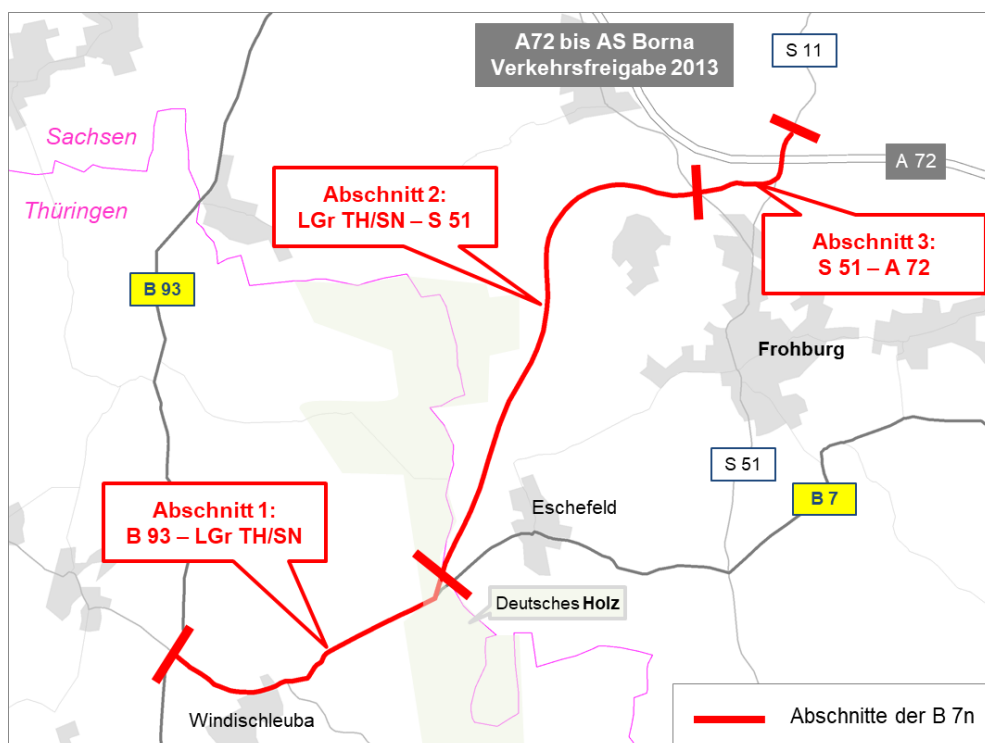 A72 bis AS Borna
Verkehrsfreigabe 2013
S 11
Sachsen
A 72
Thüringen
Abschnitt 2:
LGr TH/SN – S 51
Abschnitt 3:
S 51 – A 72
B 93
Frohburg
S 51
Abschnitt 1:
B 93 – LGr TH/SN
Eschefeld
B 7
Deutsches Holz
Windischleuba
Abschnitte der B 7n